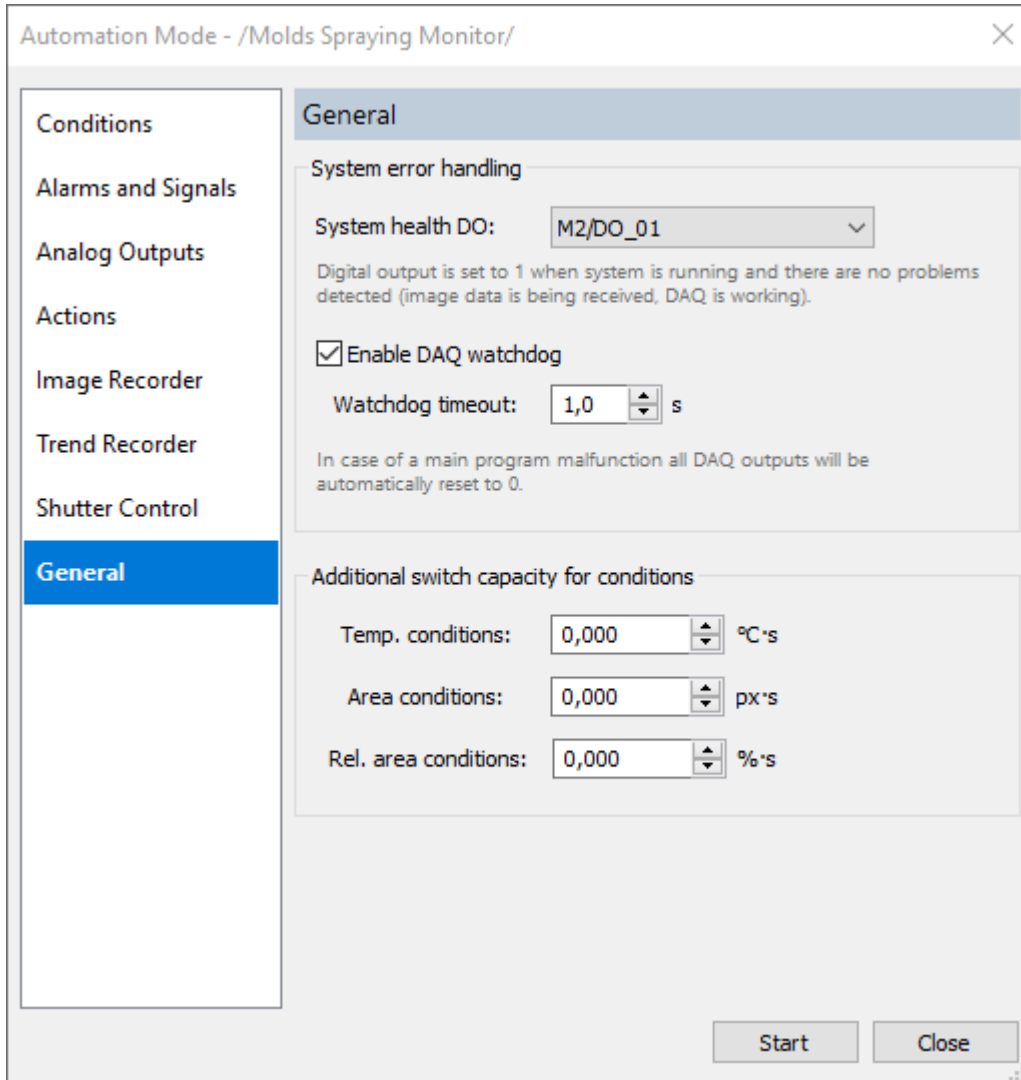 Automation Mode - /Molds Spraying Monitor/
Conditions
Alarms and Signals
Analog Outputs
Actions
Image Recorder
Trend Recorder
Shutter Control
General
General
System error handling
System health DO: M2/DO_01
Digital output is set to 1 when system is running and there are no problems
detected (image data is being received, DAQ is working).
Enable DAQ watchdog
Watchdog timeout: 1,0 s
In case of a main program malfunction all DAQ outputs will be
automatically reset to 0.
Additional switch capacity for conditions
Temp. conditions: 0,000 °C·s
Area conditions: 0,000 px·s
Rel. area conditions: 0,000 %·s
Start Close